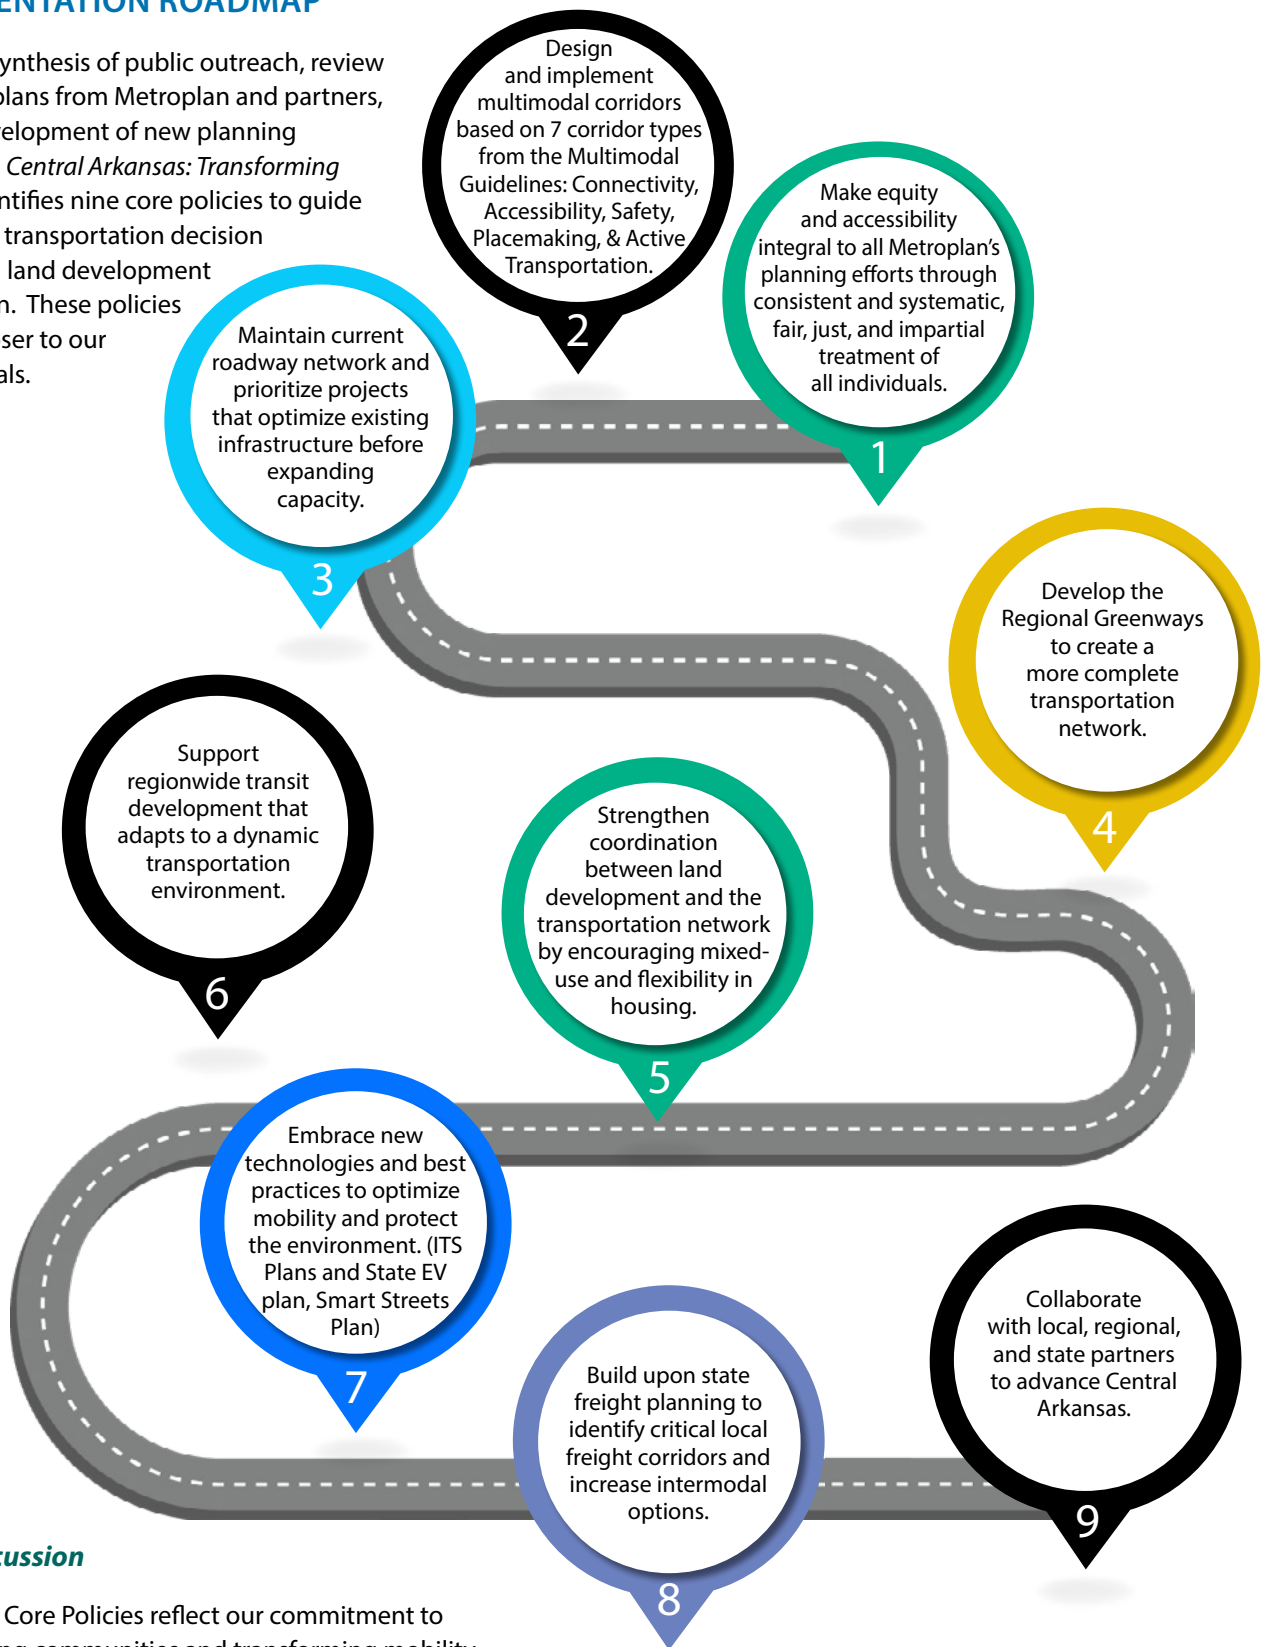 ENTATION ROADMAP
ynthesis of public outreach, review
plans from Metroplan and partners,
velopment of new planning
Central Arkansas: Transforming
ntifies nine core policies to guide
transportation decision
land development
n. These policies
oser to our
als.
Make equity
and accessibility
integral to all Metroplan's
planning efforts through
consistent and systematic,
fair, just, and impartial
treatment of
all individuals.
1
Design
and implement
multimodal corridors
based on 7 corridor types
from the Multimodal
Guidelines: Connectivity,
Accessibility, Safety,
Placemaking, & Active
Transportation.
2
Maintain current
roadway network and
prioritize projects
that optimize existing
infrastructure before
expanding
capacity.
3
Develop the
Regional Greenways
to create a
more complete
transportation
network.
4
Strengthen
coordination
between land
development and the
transportation network
by encouraging mixed-
use and flexibility in
housing.
5
Support
regionwide transit
development that
adapts to a dynamic
transportation
environment.
6
Embrace new
technologies and best
practices to optimize
mobility and protect
the environment. (ITS
Plans and State EV
plan, Smart Streets
Plan)
7
Build upon state
freight planning to
identify critical local
freight corridors and
increase intermodal
options.
8
Collaborate
with local, regional,
and state partners
to advance Central
Arkansas.
9
cussion
Core Policies reflect our commitment to
ng communities and transforming mobility